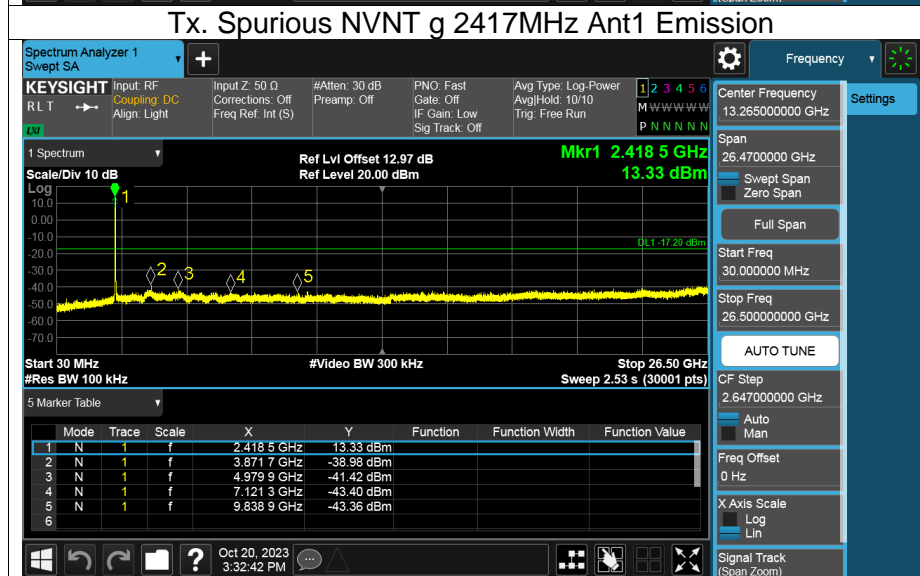 (Span Zoom)
Tx. Spurious NVNT g 2417MHz Ant1 Emission
Spectrum Analyzer 1
Swept SA
+
Frequency
KEYSIGHT Input: RF Input Z: 50 Ω #Atten: 30 dB PNO: Fast Avg Type: Log-Power 1 2 3 4 5 6
RLT Coupling: DC Corrections: Off Preamp: Off Gate: Off Avg|Hold: 10/10 M W W W W W
Align: Light Freq Ref: Int (S) IF Gain: Low Trig: Free Run
LXI Sig Track: Off P N N N N N
1 Spectrum
Scale/Div 10 dB
Ref Lvl Offset 12.97 dB
Ref Level 20.00 dBm
Mkr1 2.418 5 GHz
13.33 dBm
Log
10.0
0.00
-10.0
-20.0
-30.0
-40.0
-50.0
-60.0
-70.0
1
2
3
4
5
DL1 -17.20 dBm
Start 30 MHz #Video BW 300 kHz Stop 26.50 GHz
#Res BW 100 kHz Sweep 2.53 s (30001 pts)
5 Marker Table
Mode Trace Scale X Y Function Function Width Function Value
1 N 1 f 2.418 5 GHz 13.33 dBm
2 N 1 f 3.871 7 GHz -38.98 dBm
3 N 1 f 4.979 9 GHz -41.42 dBm
4 N 1 f 7.121 3 GHz -43.40 dBm
5 N 1 f 9.838 9 GHz -43.36 dBm
6
?
Oct 20, 2023
3:32:42 PM
Center Frequency
13.265000000 GHz
Settings
Span
26.4700000 GHz
Swept Span
Zero Span
Full Span
Start Freq
30.000000 MHz
Stop Freq
26.500000000 GHz
AUTO TUNE
CF Step
2.647000000 GHz
Auto
Man
Freq Offset
0 Hz
X Axis Scale
Log
Lin
Signal Track
(Span Zoom)